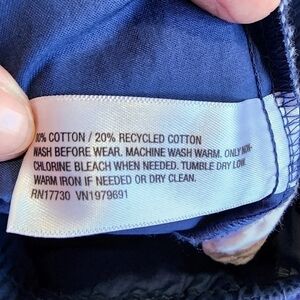 0% COTTON / 20% RECYCLED COTTON
WASH BEFORE WEAR. MACHINE WASH WARM. ONLY NON-
CHLORINE BLEACH WHEN NEEDED. TUMBLE DRY LOW.
WARM IRON IF NEEDED OR DRY CLEAN.
RN17730 VN1979691